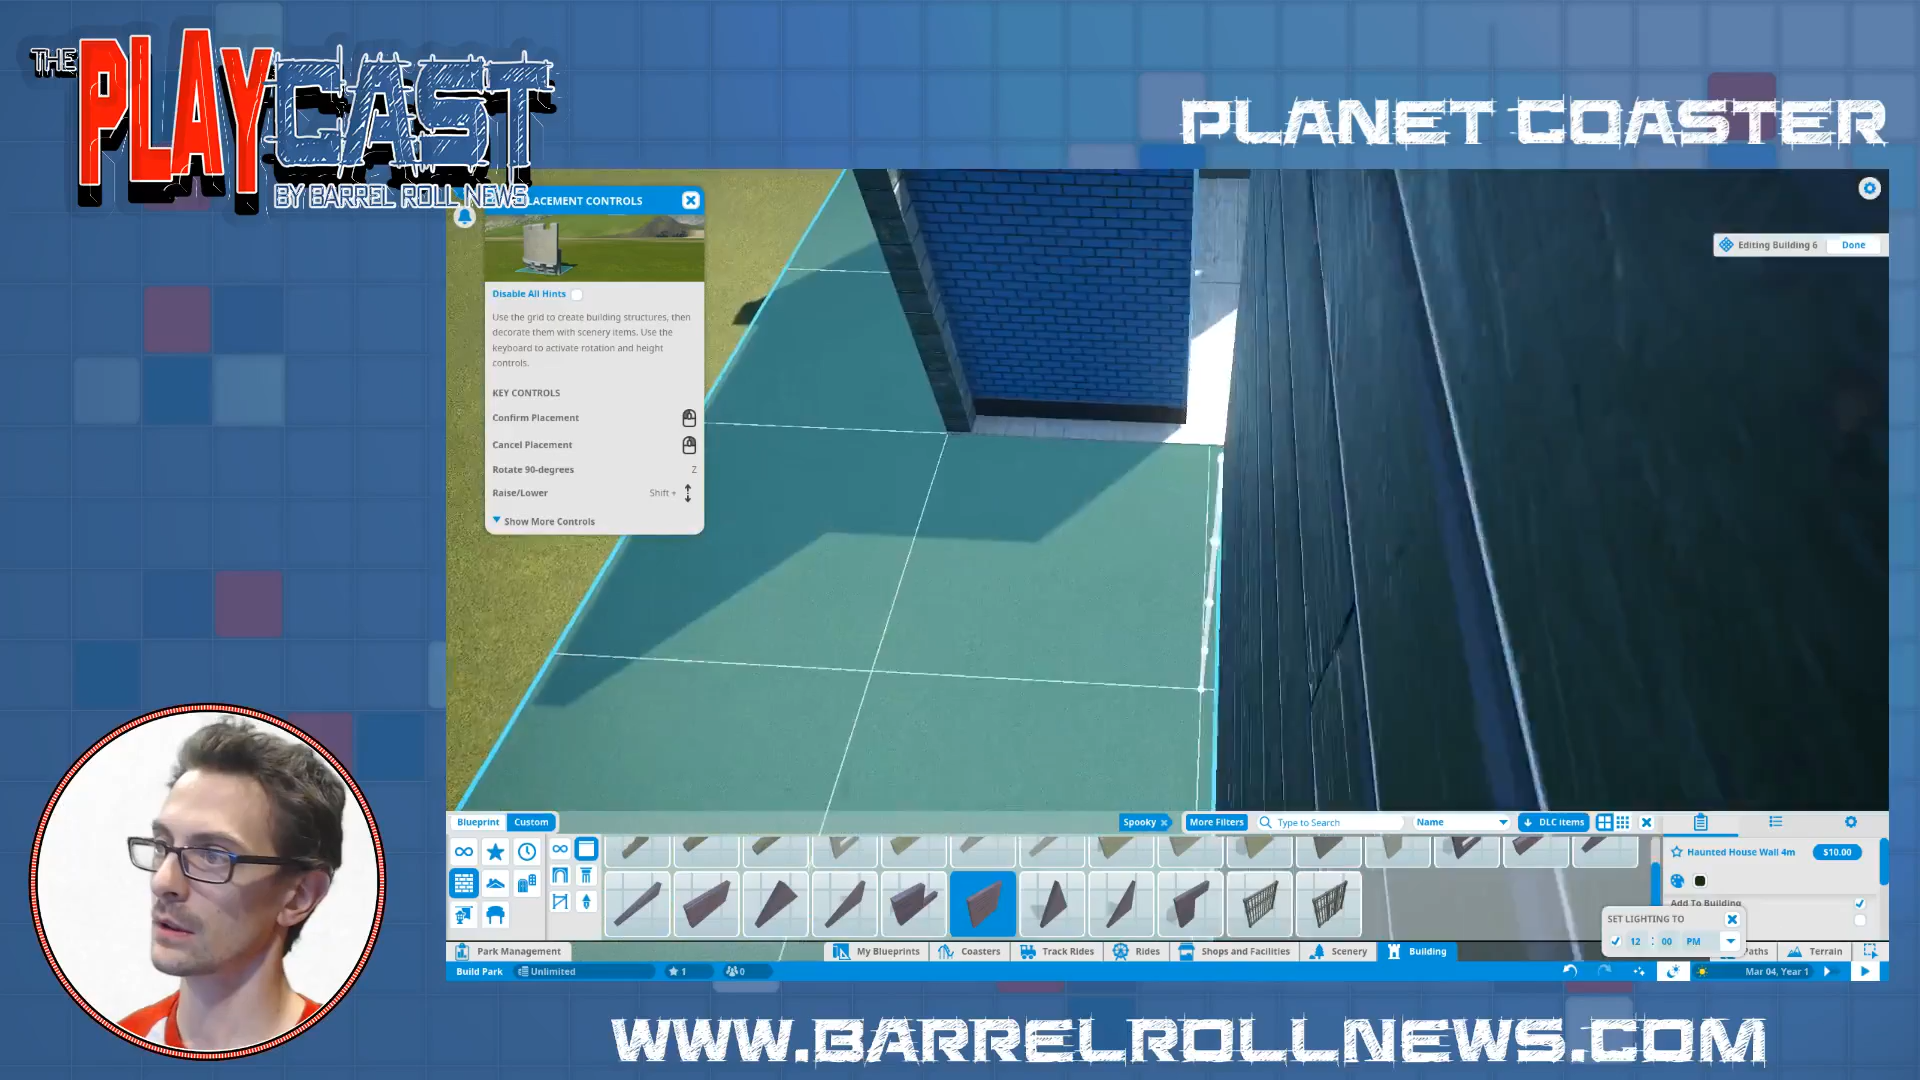 THE
PLAYCAST
BY BARREL ROLL NEWS
PLANET COASTER
LACEMENT CONTROLS
Disable All Hints
Use the grid to create building structures, then
decorate them with scenery items. Use the
keyboard to activate rotation and height
controls.
KEY CONTROLS
Confirm Placement
Cancel Placement
Rotate 90-degrees Z
Raise/Lower Shift +
Show More Controls
Editing Building 6 Done
Blueprint Custom
Spooky More Filters Type to Search Name DLC items
Haunted House Wall 4m $10.00
Add To Building
SET LIGHTING TO
12 : 00 PM
Park Management My Blueprints Coasters Track Rides Rides Shops and Facilities Scenery Building Paths Terrain
Build Park Unlimited 1 0 Mar 04, Year 1
WWW.BARRELROLLNEWS.COM